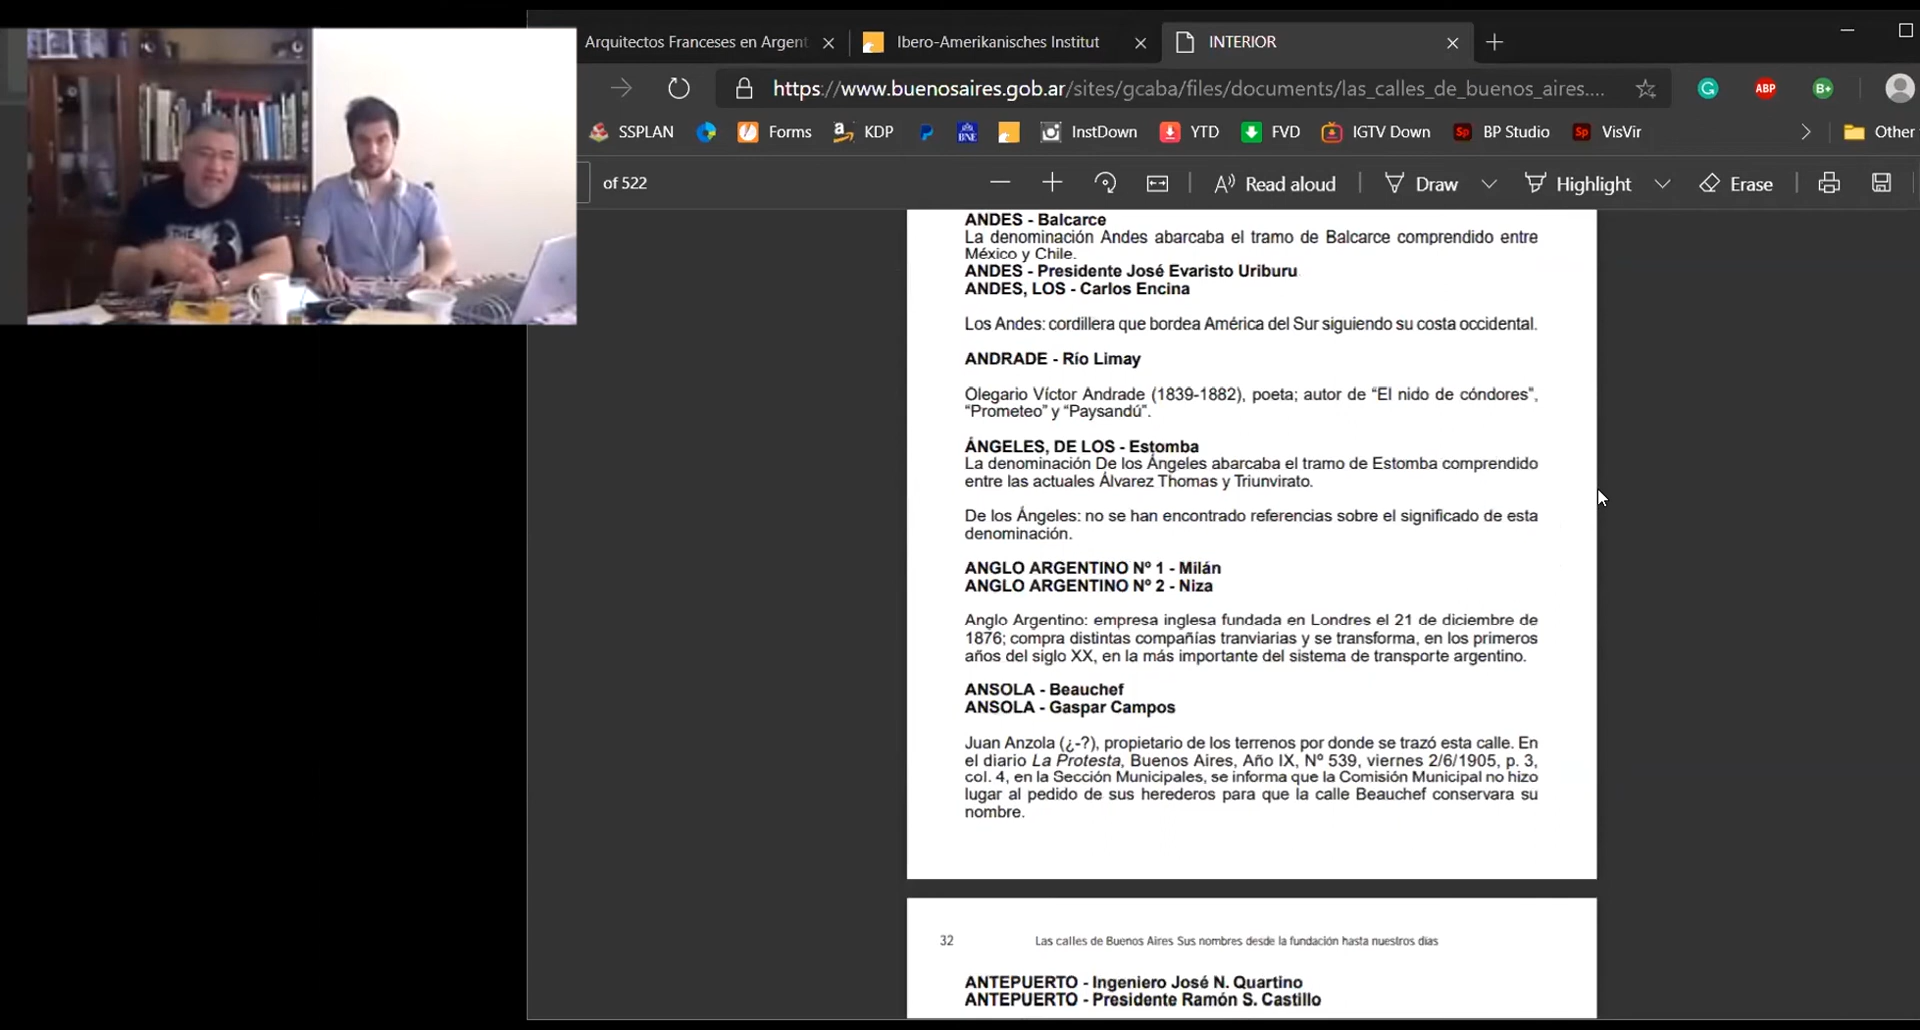 Arquitectos Franceses en Argent
Ibero-Amerikanisches Institut
INTERIOR
https://www.buenosaires.gob.ar/sites/gcaba/files/documents/las_calles_de_buenos_aires....
ABP
B+
SSPLAN
Forms
KDP
BNE
InstDown
YTD
FVD
IGTV Down
Sp
BP Studio
Sp
VisVir
Other
of 522
Read aloud
Draw
Highlight
Erase
THE
ANDES - Balcarce
La denominación Andes abarcaba el tramo de Balcarce comprendido entre
México y Chile.
ANDES - Presidente José Evaristo Uriburu
ANDES, LOS - Carlos Encina
Los Andes: cordillera que bordea América del Sur siguiendo su costa occidental.
ANDRADE - Río Limay
Olegario Víctor Andrade (1839-1882), poeta; autor de “El nido de cóndores“,
“Prometeo” y “Paysandú”.
ÁNGELES, DE LOS - Estomba
La denominación De los Ángeles abarcaba el tramo de Estomba comprendido
entre las actuales Álvarez Thomas y Triunvirato.
De los Ángeles: no se han encontrado referencias sobre el significado de esta
denominación.
ANGLO ARGENTINO Nº 1 - Milán
ANGLO ARGENTINO Nº 2 - Niza
Anglo Argentino: empresa inglesa fundada en Londres el 21 de diciembre de
1876; compra distintas compañías tranviarias y se transforma, en los primeros
años del siglo XX, en la más importante del sistema de transporte argentino.
ANSOLA - Beauchef
ANSOLA - Gaspar Campos
Juan Anzola (¿-?), propietario de los terrenos por donde se trazó esta calle. En
el diario La Protesta, Buenos Aires, Año IX, Nº 539, viernes 2/6/1905, p. 3,
col. 4, en la Sección Municipales, se informa que la Comisión Municipal no hizo
lugar al pedido de sus herederos para que la calle Beauchef conservara su
nombre.
32
Las calles de Buenos Aires Sus nombres desde la fundación hasta nuestros días
ANTEPUERTO - Ingeniero José N. Quartino
ANTEPUERTO - Presidente Ramón S. Castillo